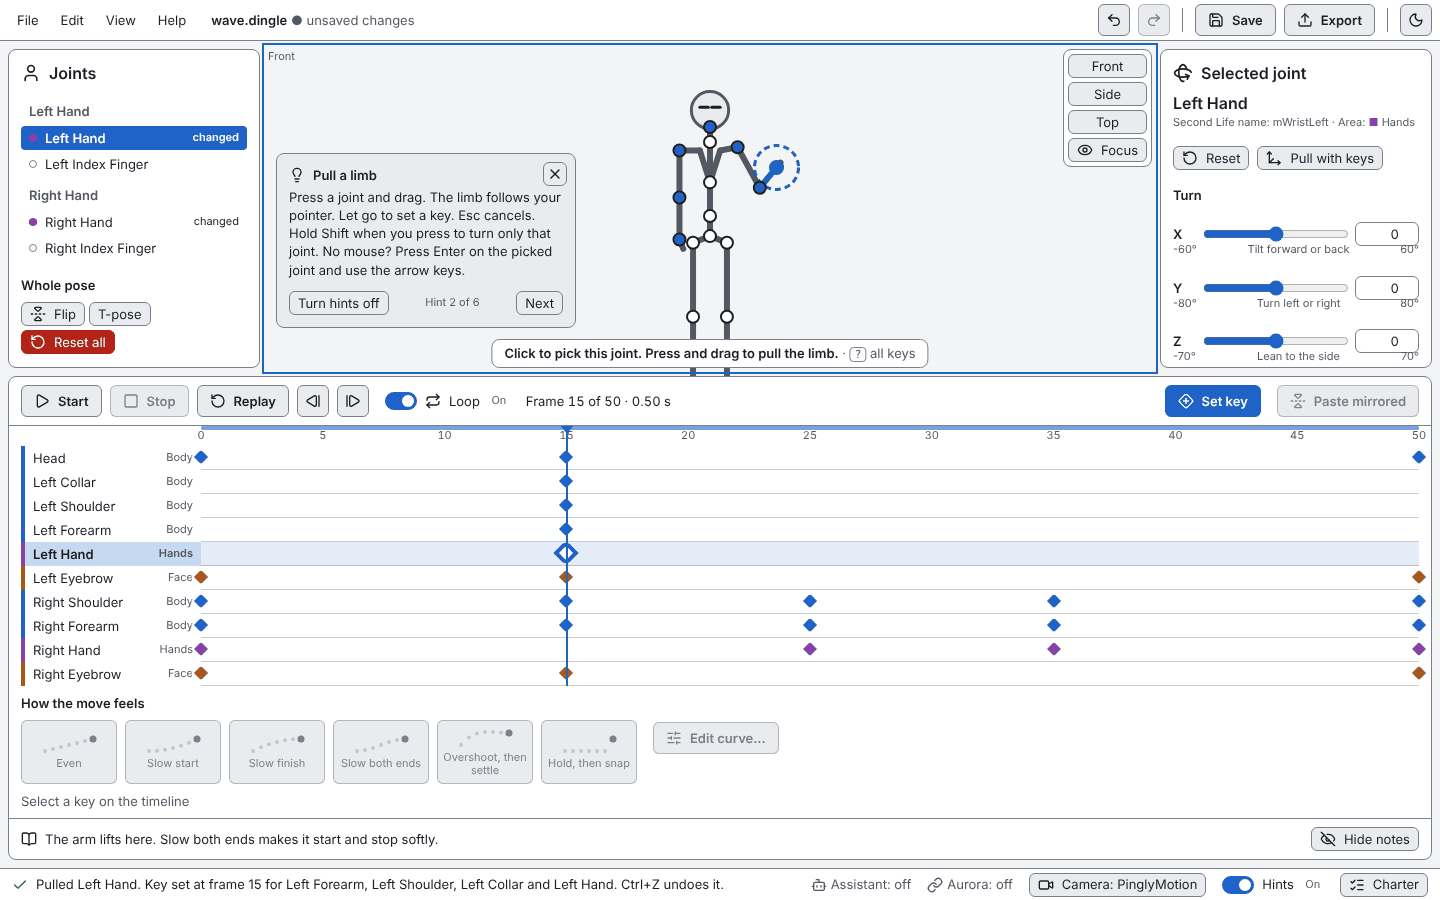 File Edit View Help wave.dingle unsaved changes Save Export
Joints
Left Hand
Left Hand changed
Left Index Finger
Right Hand
Right Hand changed
Right Index Finger
Whole pose
Flip T-pose
Reset all
Front
Pull a limb
Press a joint and drag. The limb follows your
pointer. Let go to set a key. Esc cancels.
Hold Shift when you press to turn only that
joint. No mouse? Press Enter on the picked
joint and use the arrow keys.
Turn hints off Hint 2 of 6 Next
Front
Side
Top
Focus
Click to pick this joint. Press and drag to pull the limb. · ? all keys
Selected joint
Left Hand
Second Life name: mWristLeft · Area: Hands
Reset Pull with keys
Turn
X 0
-60° Tilt forward or back 60°
Y 0
-80° Turn left or right 80°
Z 0
-70° Lean to the side 70°
Start Stop Replay Loop On Frame 15 of 50 · 0.50 s Set key Paste mirrored
0 5 10 15 20 25 30 35 40 45 50
Head Body
Left Collar Body
Left Shoulder Body
Left Forearm Body
Left Hand Hands
Left Eyebrow Face
Right Shoulder Body
Right Forearm Body
Right Hand Hands
Right Eyebrow Face
How the move feels
Even
Slow start
Slow finish
Slow both ends
Overshoot, then
settle
Hold, then snap
Edit curve...
Select a key on the timeline
The arm lifts here. Slow both ends makes it start and stop softly. Hide notes
Pulled Left Hand. Key set at frame 15 for Left Forearm, Left Shoulder, Left Collar and Left Hand. Ctrl+Z undoes it. Assistant: off Aurora: off Camera: PinglyMotion Hints On Charter